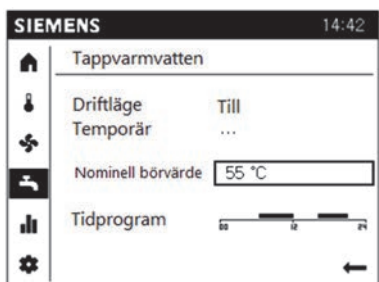 SIEMENS 14:42
Tappvarmvatten
Driftläge Till
Temporär ...
Nominell börvärde 55 °C
Tidprogram
00 12 24